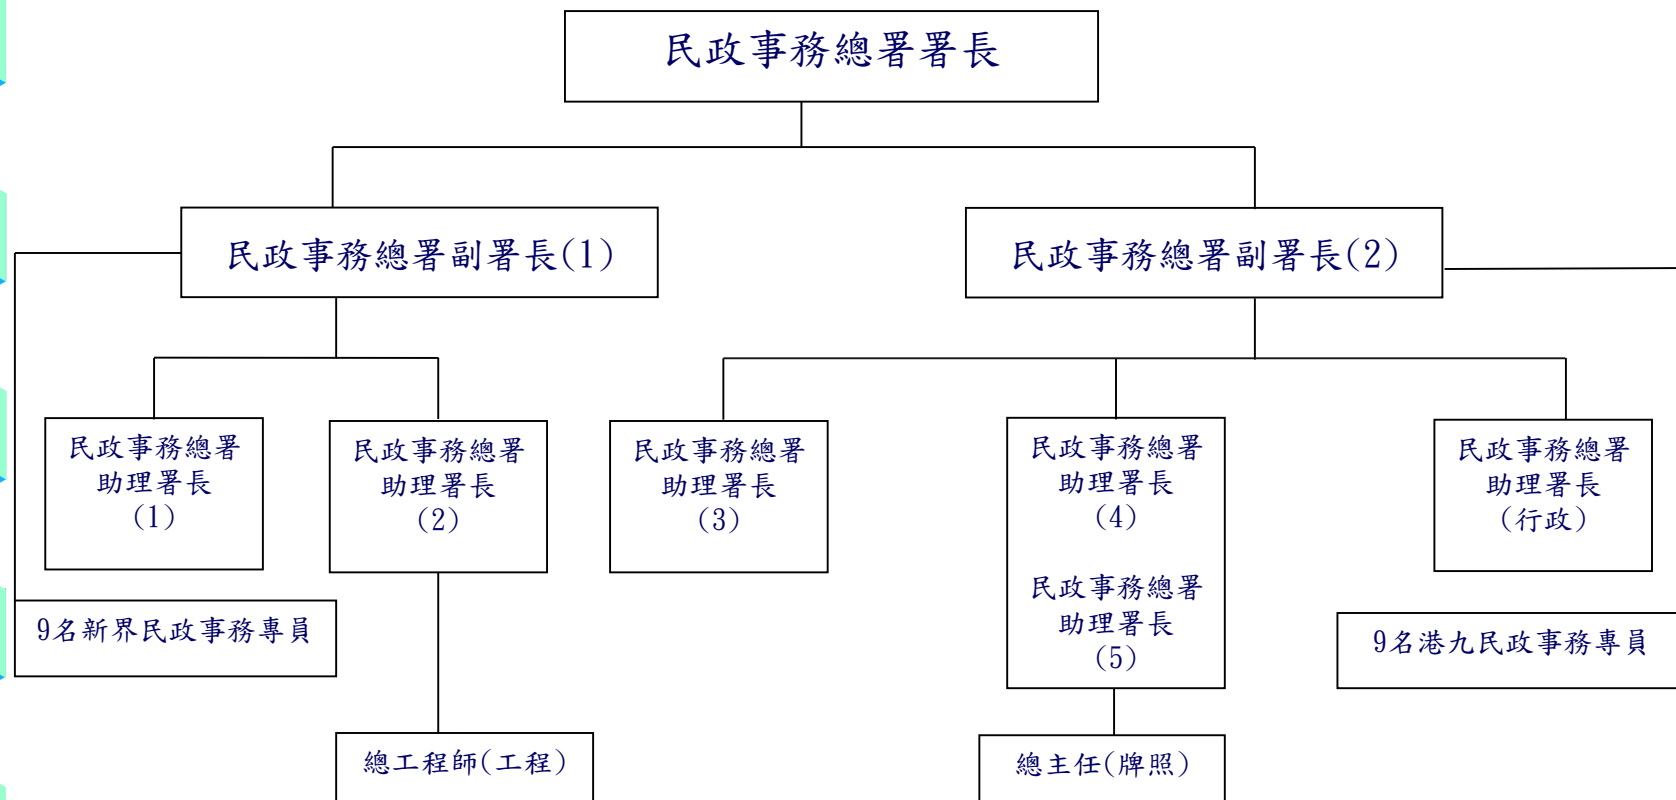 民政事務總署署長
民政事務總署副署長(1)
民政事務總署副署長(2)
民政事務總署
助理署長
(1)
民政事務總署
助理署長
(2)
民政事務總署
助理署長
(3)
民政事務總署
助理署長
(4)
民政事務總署
助理署長
(5)
民政事務總署
助理署長
(行政)
9名新界民政事務專員
9名港九民政事務專員
總工程師(工程)
總主任(牌照)